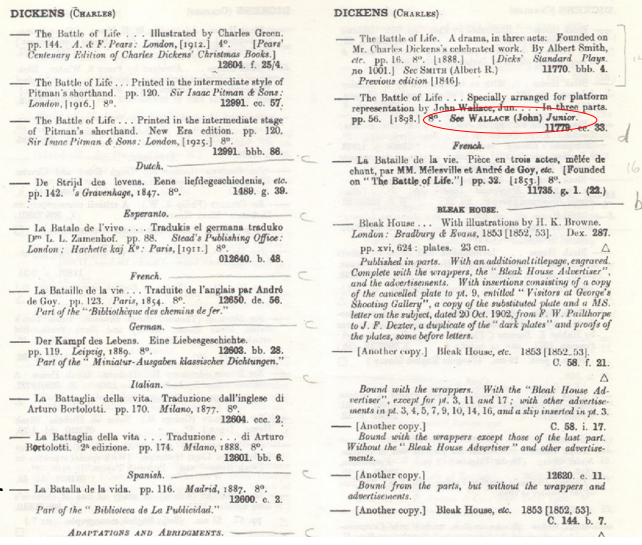 DICKENS (CHARLES)
— The Battle of Life . . . Illustrated by Charles Green.
pp. 144. A. & F. Pears: London, [1912.] 4º. [Pears'
Centenary Edition of Charles Dickens' Christmas Books.]
12604. f. 25/4.
— The Battle of Life . . . Printed in the intermediate style of
Pitman's shorthand. pp. 120. Sir Isaac Pitman & Sons:
London, [1916.] 8º. 12991. cc. 57.
— The Battle of Life . . . Printed in the intermediate stage
of Pitman's shorthand. New Era edition. pp. 120.
Sir Isaac Pitman & Sons: London, [1925.] 8º.
12991. bbb. 86.
Dutch.
— De Strijd des levens. Eene liefdegeschiedenis, etc.
pp. 142. 's Gravenhage, 1847. 8º. 1489. g. 39.
Esperanto.
— La Batalo de l'vivo . . . Tradukis el germana traduko
Dro L. L. Zamenhof. pp. 88. Stead's Publishing Office:
London; Hachette kaj Ko: Paris, [1911.] 8º.
012640. b. 48.
French.
— La Bataille de la vie. . . Traduite de l'anglais par André
de Goy. pp. 123. Paris, 1854. 8º. 12650. de. 56.
Part of the "Bibliothèque des chemins de fer."
German.
— Der Kampf des Lebens. Eine Liebesgeschichte.
pp. 119. Leipzig, 1889. 8º. 12603. bb. 28.
Part of the " Miniatur-Ausgaben klassischer Dichtungen."
Italian.
— La Battaglia della vita. Traduzione dall'inglese di
Arturo Bortolotti. pp. 170. Milano, 1877. 8º.
12604. ccc. 2.
— La Battaglia della vita . . . Traduzione . . . di Arturo
Bortolotti. 2ª edizione. pp. 174. Milano, 1888. 8º.
12601. bb. 6.
Spanish.
— La Batalla de la vida. pp. 116. Madrid, 1887. 8º.
12600. c. 2.
Part of the " Biblioteca de La Publicidad."
ADAPTATIONS AND ABRIDGMENTS.
DICKENS (CHARLES)
— The Battle of Life. A drama, in three acts: Founded on
Mr. Charles Dickens's celebrated work. By Albert Smith,
etc. pp. 16. 8º. [1888.] [Dicks' Standard Plays.
no 1001.] See SMITH (Albert R.) 11770. bbb. 4.
Previous edition [1846].
— The Battle of Life . . . Specially arranged for platform
representation by John Wallace, Jun. . . . In three parts.
pp. 56. [1898.] 8º. See WALLACE (John) Junior.
11779. cc. 33.
French.
— La Bataille de la vie. Pièce en trois actes, mêlée de
chant, par MM. Mélesville et André de Goy, etc. [Founded
on "The Battle of Life."] pp. 32. [1853.] 8º.
11735. g. 1. (22.)
BLEAK HOUSE.
— Bleak House . . . With illustrations by H. K. Browne.
London: Bradbury & Evans, 1853 [1852, 53]. Dex. 287.
pp. xvi, 624 : plates. 23 cm. △
Published in parts. With an additional titlepage, engraved.
Complete with the wrappers, the "Bleak House Advertiser",
and the advertisements. With insertions consisting of a copy
of the cancelled plate to pt. 9, entitled "Visitors at George's
Shooting Gallery", a copy of the substituted plate and a MS.
letter on the subject, dated 20 Oct. 1902, from F. W. Pailthorpe
to J. F. Dexter, a duplicate of the "dark plates" and proofs of
the plates, some before letters.
— [Another copy.] Bleak House, etc. 1853 [1852, 53].
C. 58. f. 21.
△
Bound with the wrappers. With the "Bleak House Ad-
vertiser", except for pt. 3, 11 and 17 ; with other advertise-
ments in pt. 3, 4, 5, 7, 9, 10, 14, 16, and a slip inserted in pt. 3.
— [Another copy.] C. 58. i. 17.
Bound with the wrappers except those of the last part.
Without the "Bleak House Advertiser" and other advertise-
ments.
— [Another copy.] 12620. e. 11.
Bound from the parts, but without the wrappers and
advertisements.
— [Another copy.] Bleak House, etc. 1853 [1852, 53].
C. 144. b. 7.